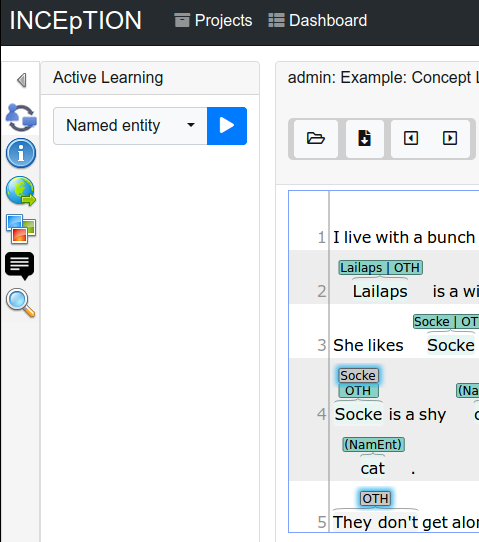 INCEpTION Projects Dashboard
Active Learning
Named entity
admin: Example: Concept
1 I live with a bunch
Lailaps | OTH
2 Lailaps is a wi
Socke | OT
3 She likes Socke
Socke
OTH (Na
4 Socke is a shy
(NamEnt)
cat .
OTH
5 They don't get alon